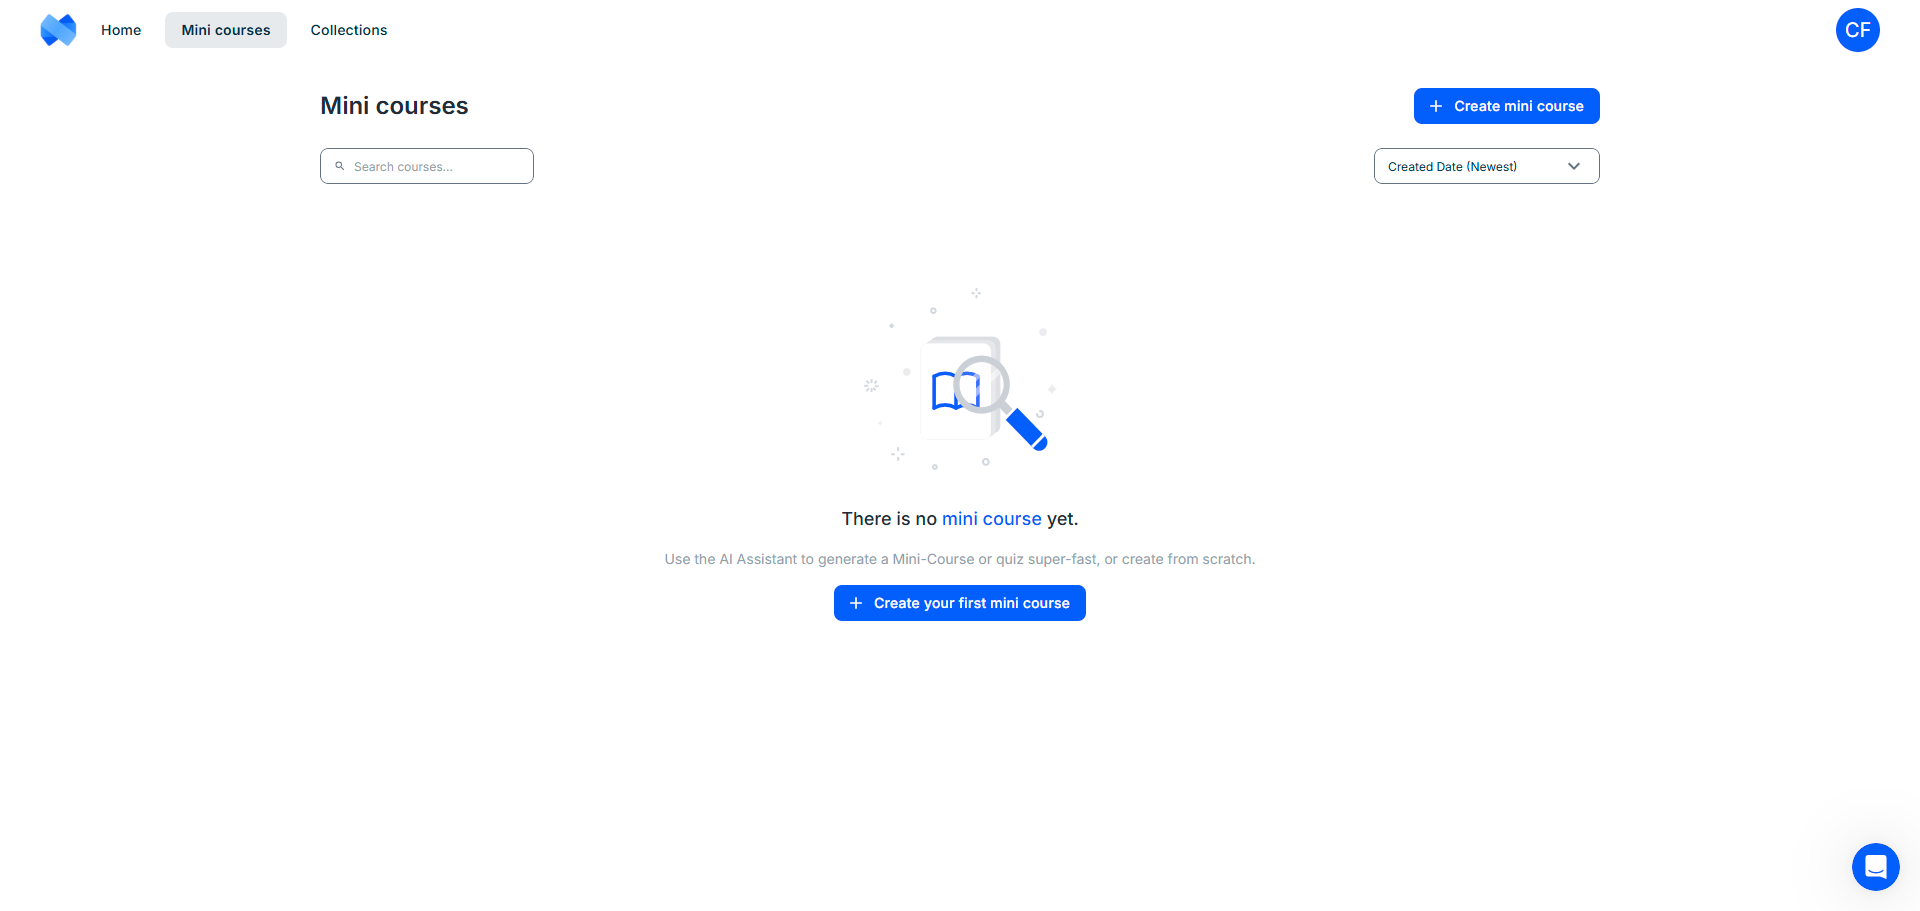 Home
Mini courses
Collections
CF
Mini courses
Create mini course
Search courses...
Created Date (Newest)
There is no mini course yet.
Use the AI Assistant to generate a Mini-Course or quiz super-fast, or create from scratch.
Create your first mini course